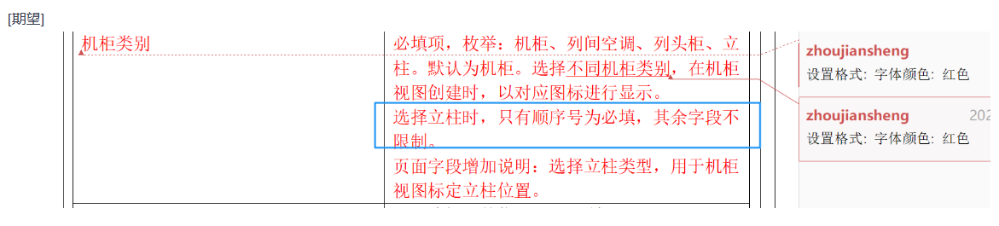 [期望]
机柜类别
必填项，枚举：机柜、列间空调、列头柜、立
柱。默认为机柜。选择不同机柜类别，在机柜
视图创建时，以对应图标进行显示。
选择立柱时，只有顺序号为必填，其余字段不
限制。
页面字段增加说明：选择立柱类型，用于机柜
视图标定立柱位置。
zhoujiansheng
设置格式: 字体颜色: 红色
zhoujiansheng 202
设置格式: 字体颜色: 红色